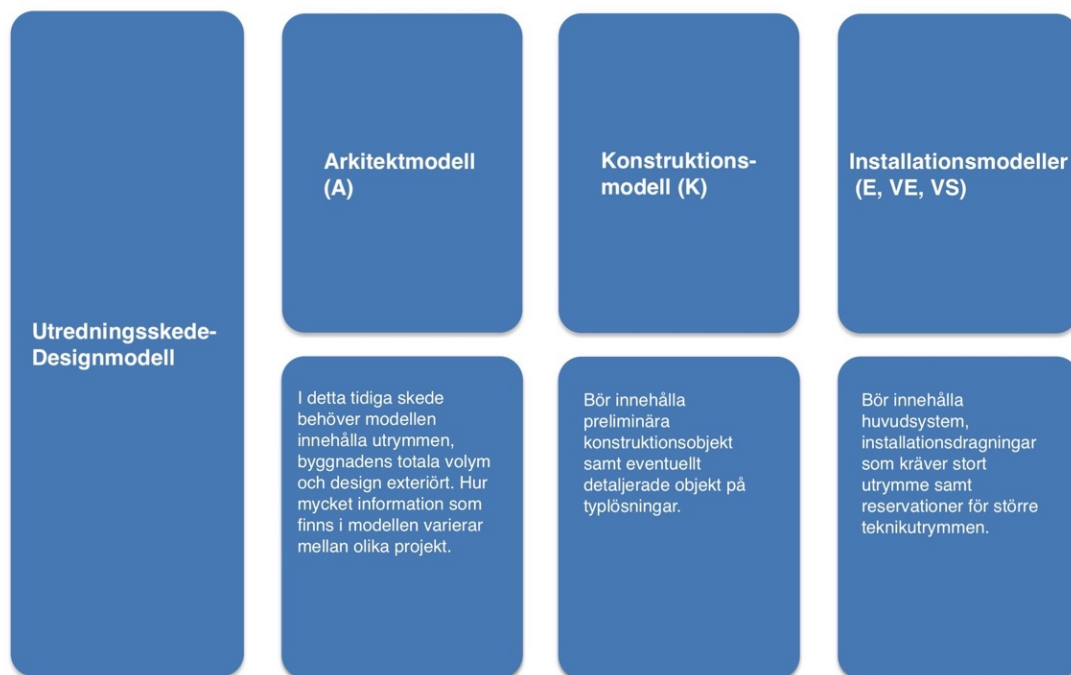 Utredningsskede-
Designmodell
Arkitektmodell
(A)
I detta tidiga skede
behöver modellen
innehålla utrymmen,
byggnadens totala volym
och design exteriört. Hur
mycket information som
finns i modellen varierar
mellan olika projekt.
Konstruktions-
modell (K)
Bör innehålla
preliminära
konstruktionsobjekt
samt eventuellt
detaljerade objekt på
typlösningar.
Installationsmodeller
(E, VE, VS)
Bör innehålla
huvudsystem,
installationsdragningar
som kräver stort
utrymme samt
reservationer för större
teknikutrymmen.